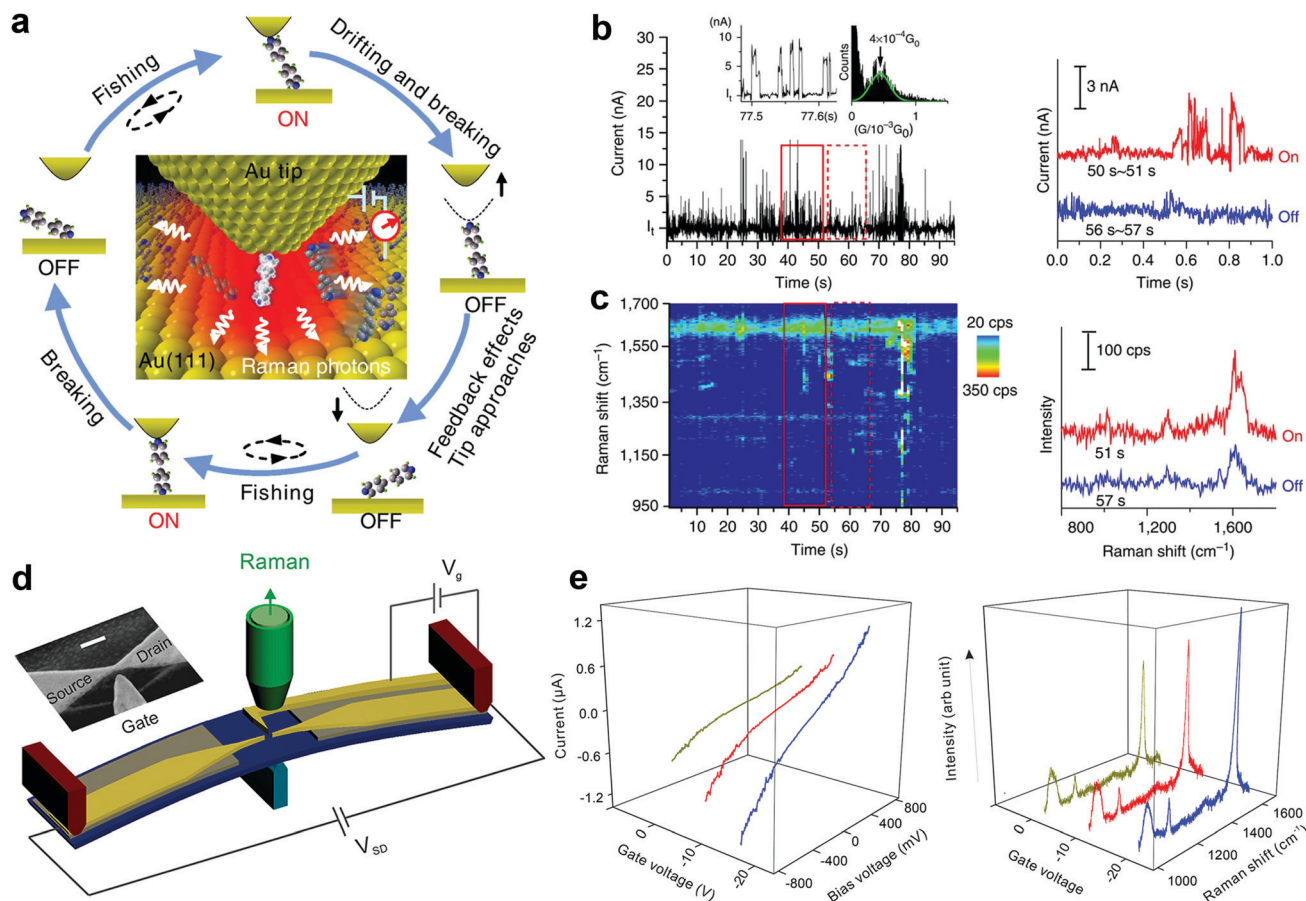 a
Fishing
ON
Drifting and breaking
OFF
Au tip
Au(111)
Raman photons
OFF
Feedback effects
Tip approaches
Breaking
ON
Fishing
OFF
b
Current (nA)
30
25
20
15
10
5
It
0 10 20 30 40 50 60 70 80 90
Time (s)
(nA)
10
5
It
77.5 77.6(s)
Counts
4×10⁻⁴G₀
0 1
(G/10⁻³G₀)
Current (nA)
3 nA
On
50 s~51 s
Off
56 s~57 s
0.0 0.2 0.4 0.6 0.8 1.0
Time (s)
c
Raman shift (cm⁻¹)
1,700
1,550
1,350
1,150
950
0 10 20 30 40 50 60 70 80 90
Time (s)
20 cps
350 cps
Intensity
100 cps
On
51 s
Off
57 s
800 1,200 1,600
Raman shift (cm⁻¹)
d
Raman
Vg
Source
Drain
Gate
VSD
e
Current (μA)
1.2
0.6
0.0
-0.6
-1.2
0
-10
-20
Gate voltage (V)
-800
-400
0
400
800
Bias voltage (mV)
Intensity (arb unit)
0
-10
-20
Gate voltage
1000
1200
1400
1600
Raman shift (cm⁻¹)